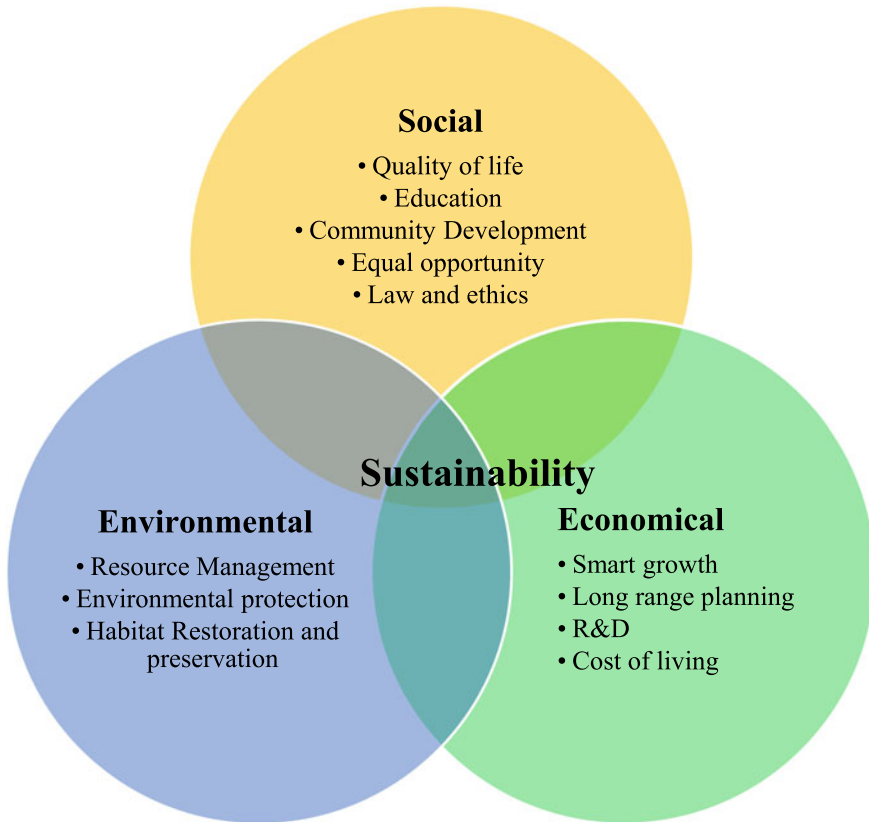 Social
• Quality of life
• Education
• Community Development
• Equal opportunity
• Law and ethics
Sustainability
Environmental
• Resource Management
• Environmental protection
• Habitat Restoration and
preservation
Economical
• Smart growth
• Long range planning
• R&D
• Cost of living